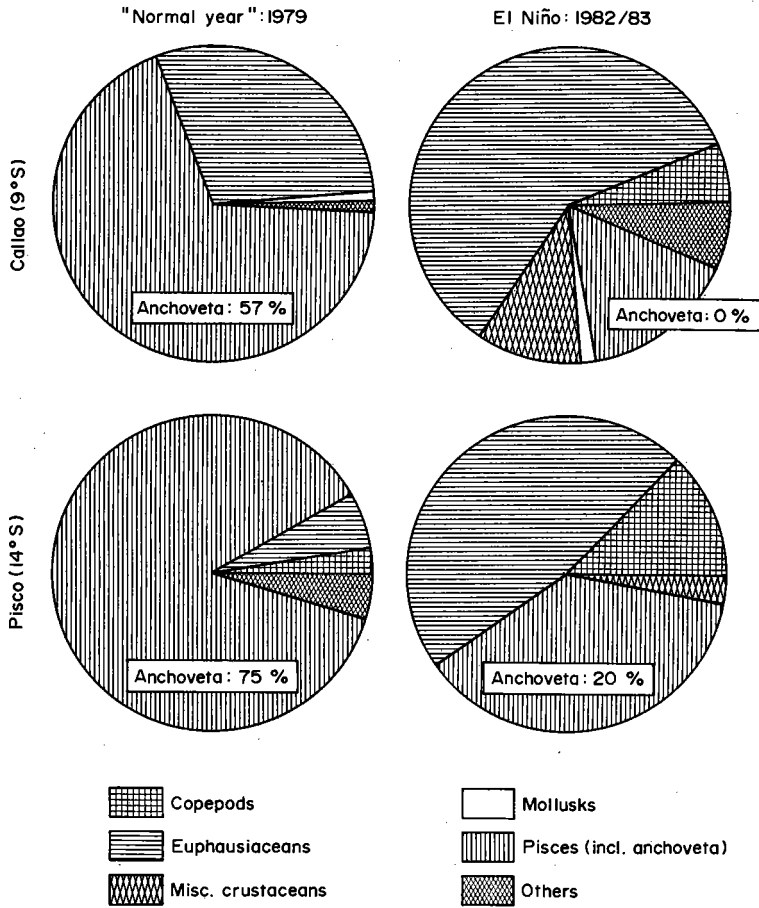 "Normal year": 1979
El Niño: 1982/83
Callao (9°S)
Anchoveta: 57 %
Anchoveta: 0 %
Pisco (14°S)
Anchoveta: 75 %
Anchoveta: 20 %
Copepods
Mollusks
Euphausiaceans
Pisces (incl. anchoveta)
Misc. crustaceans
Others